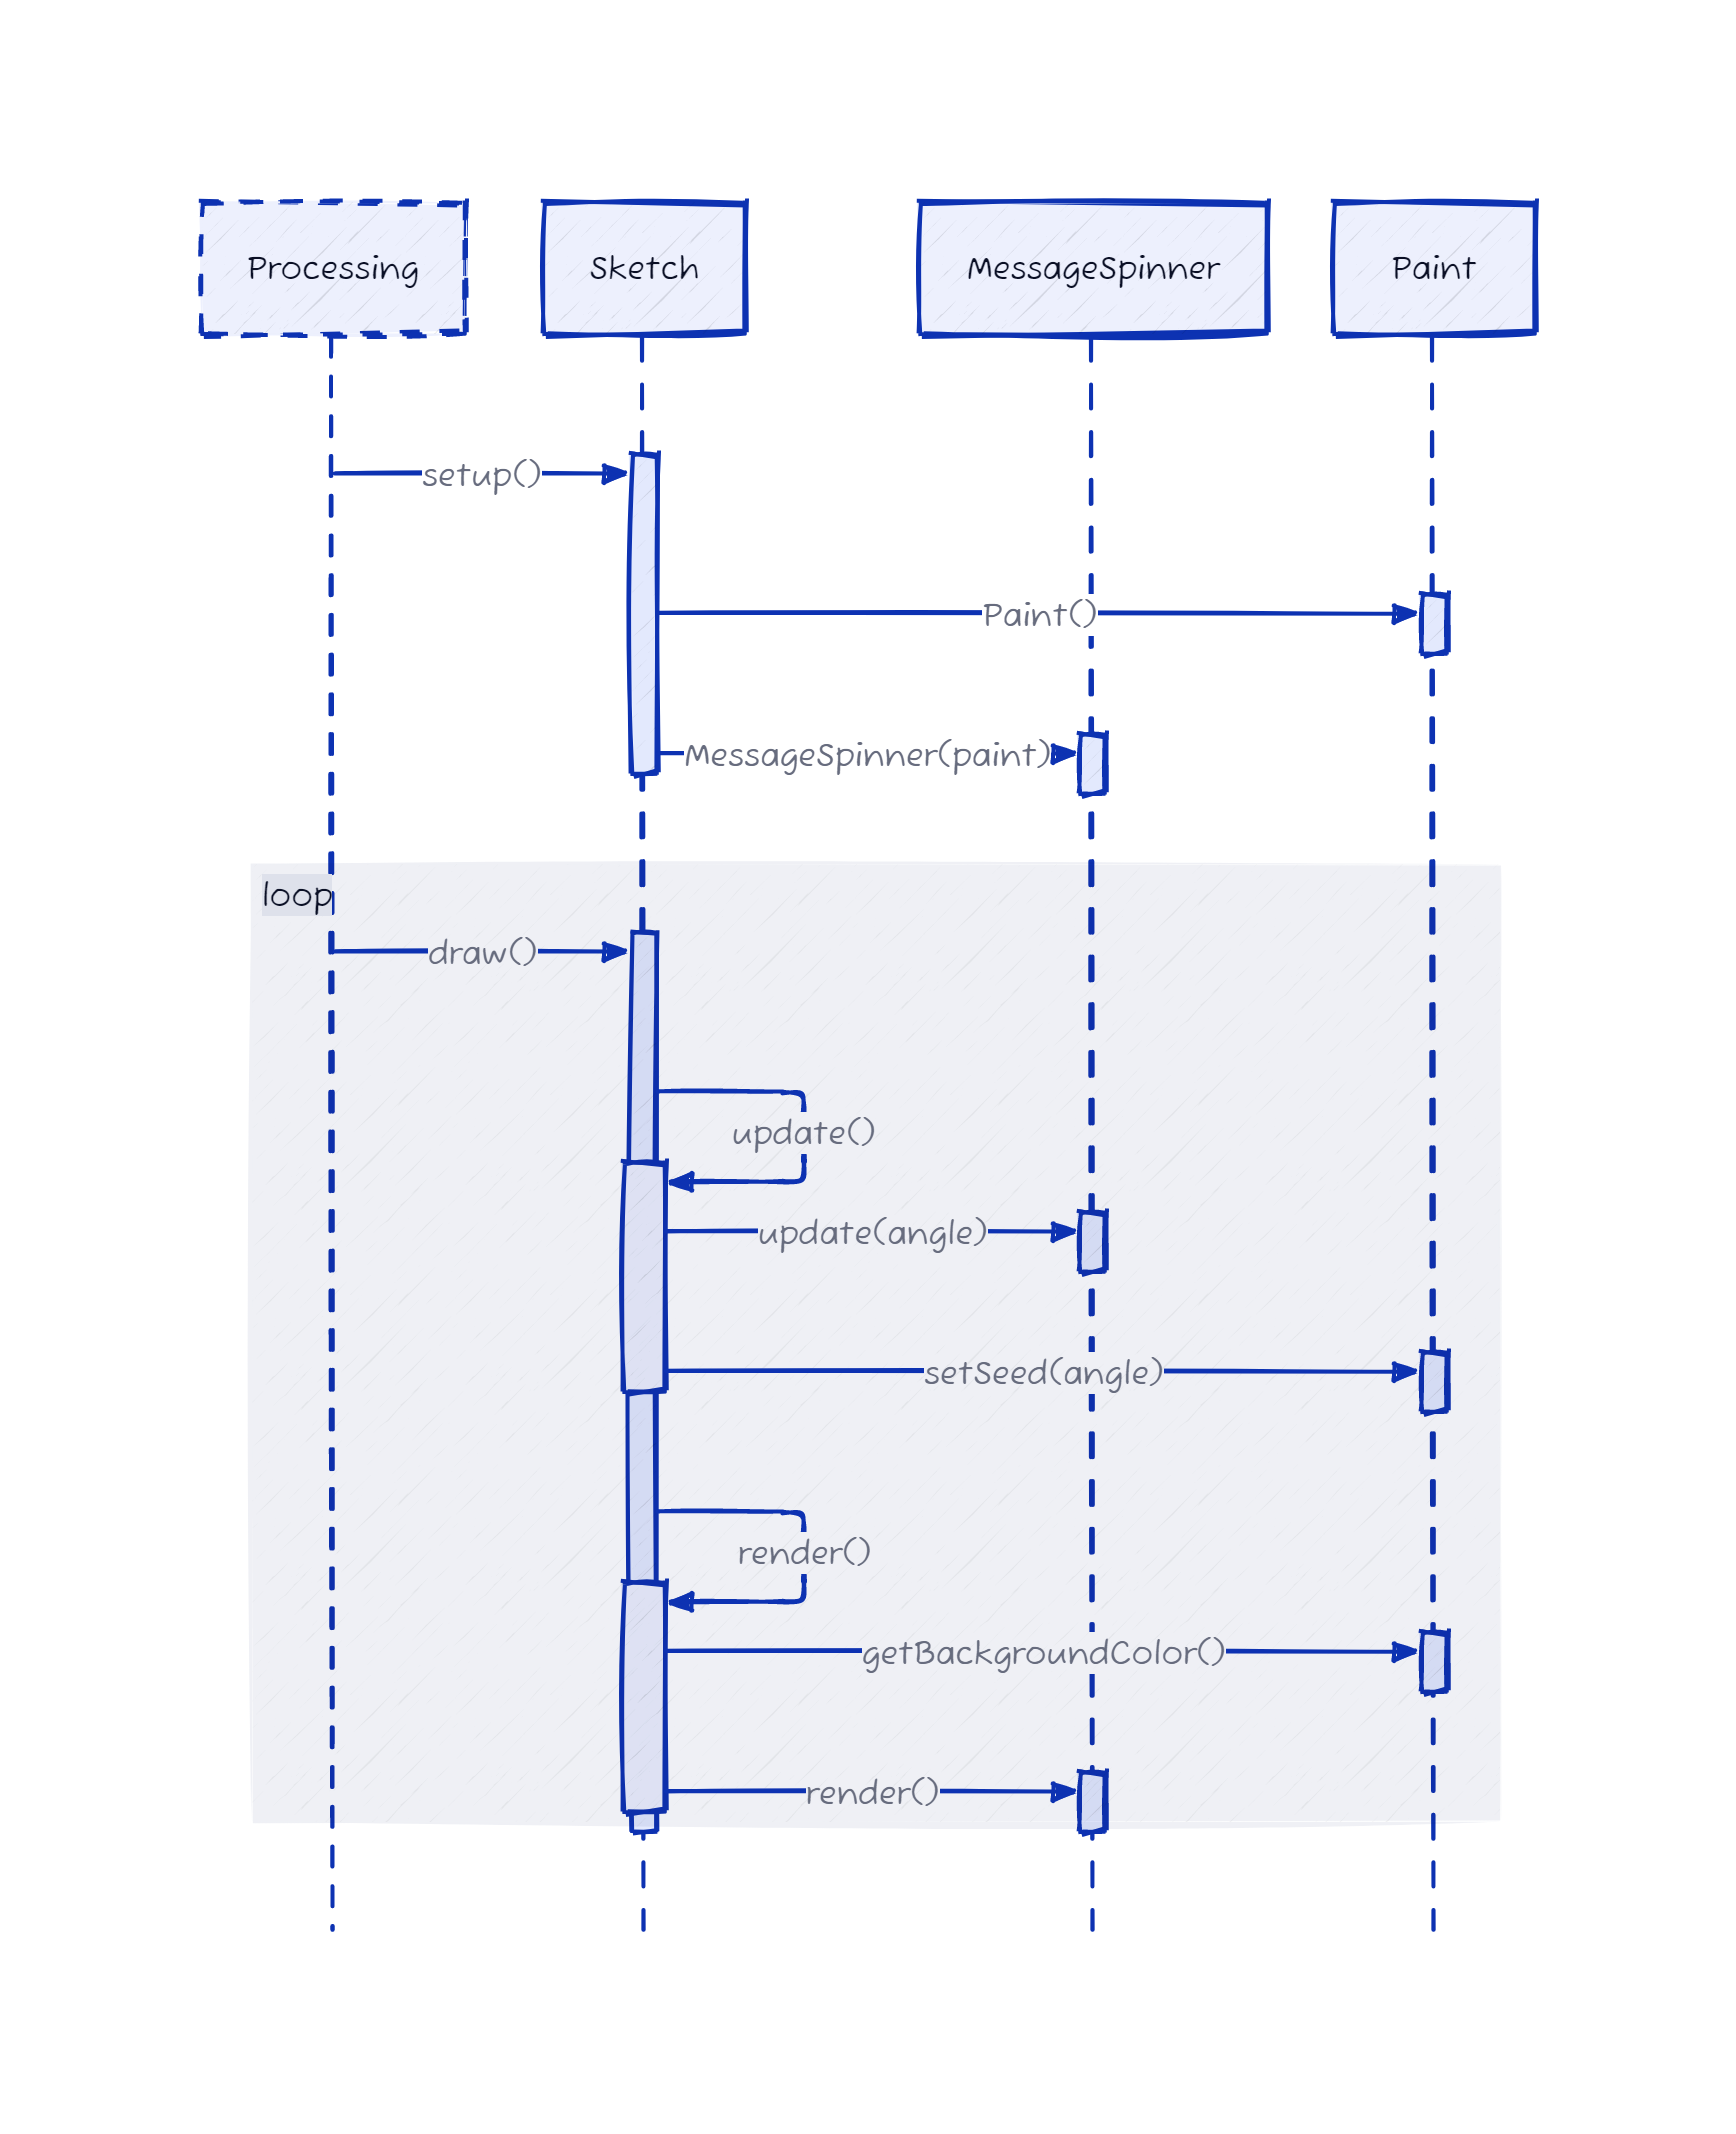 Processing
Sketch
MessageSpinner
Paint
setup()
Paint()
MessageSpinner(paint)
loop
draw()
update()
update(angle)
setSeed(angle)
render()
getBackgroundColor()
render()